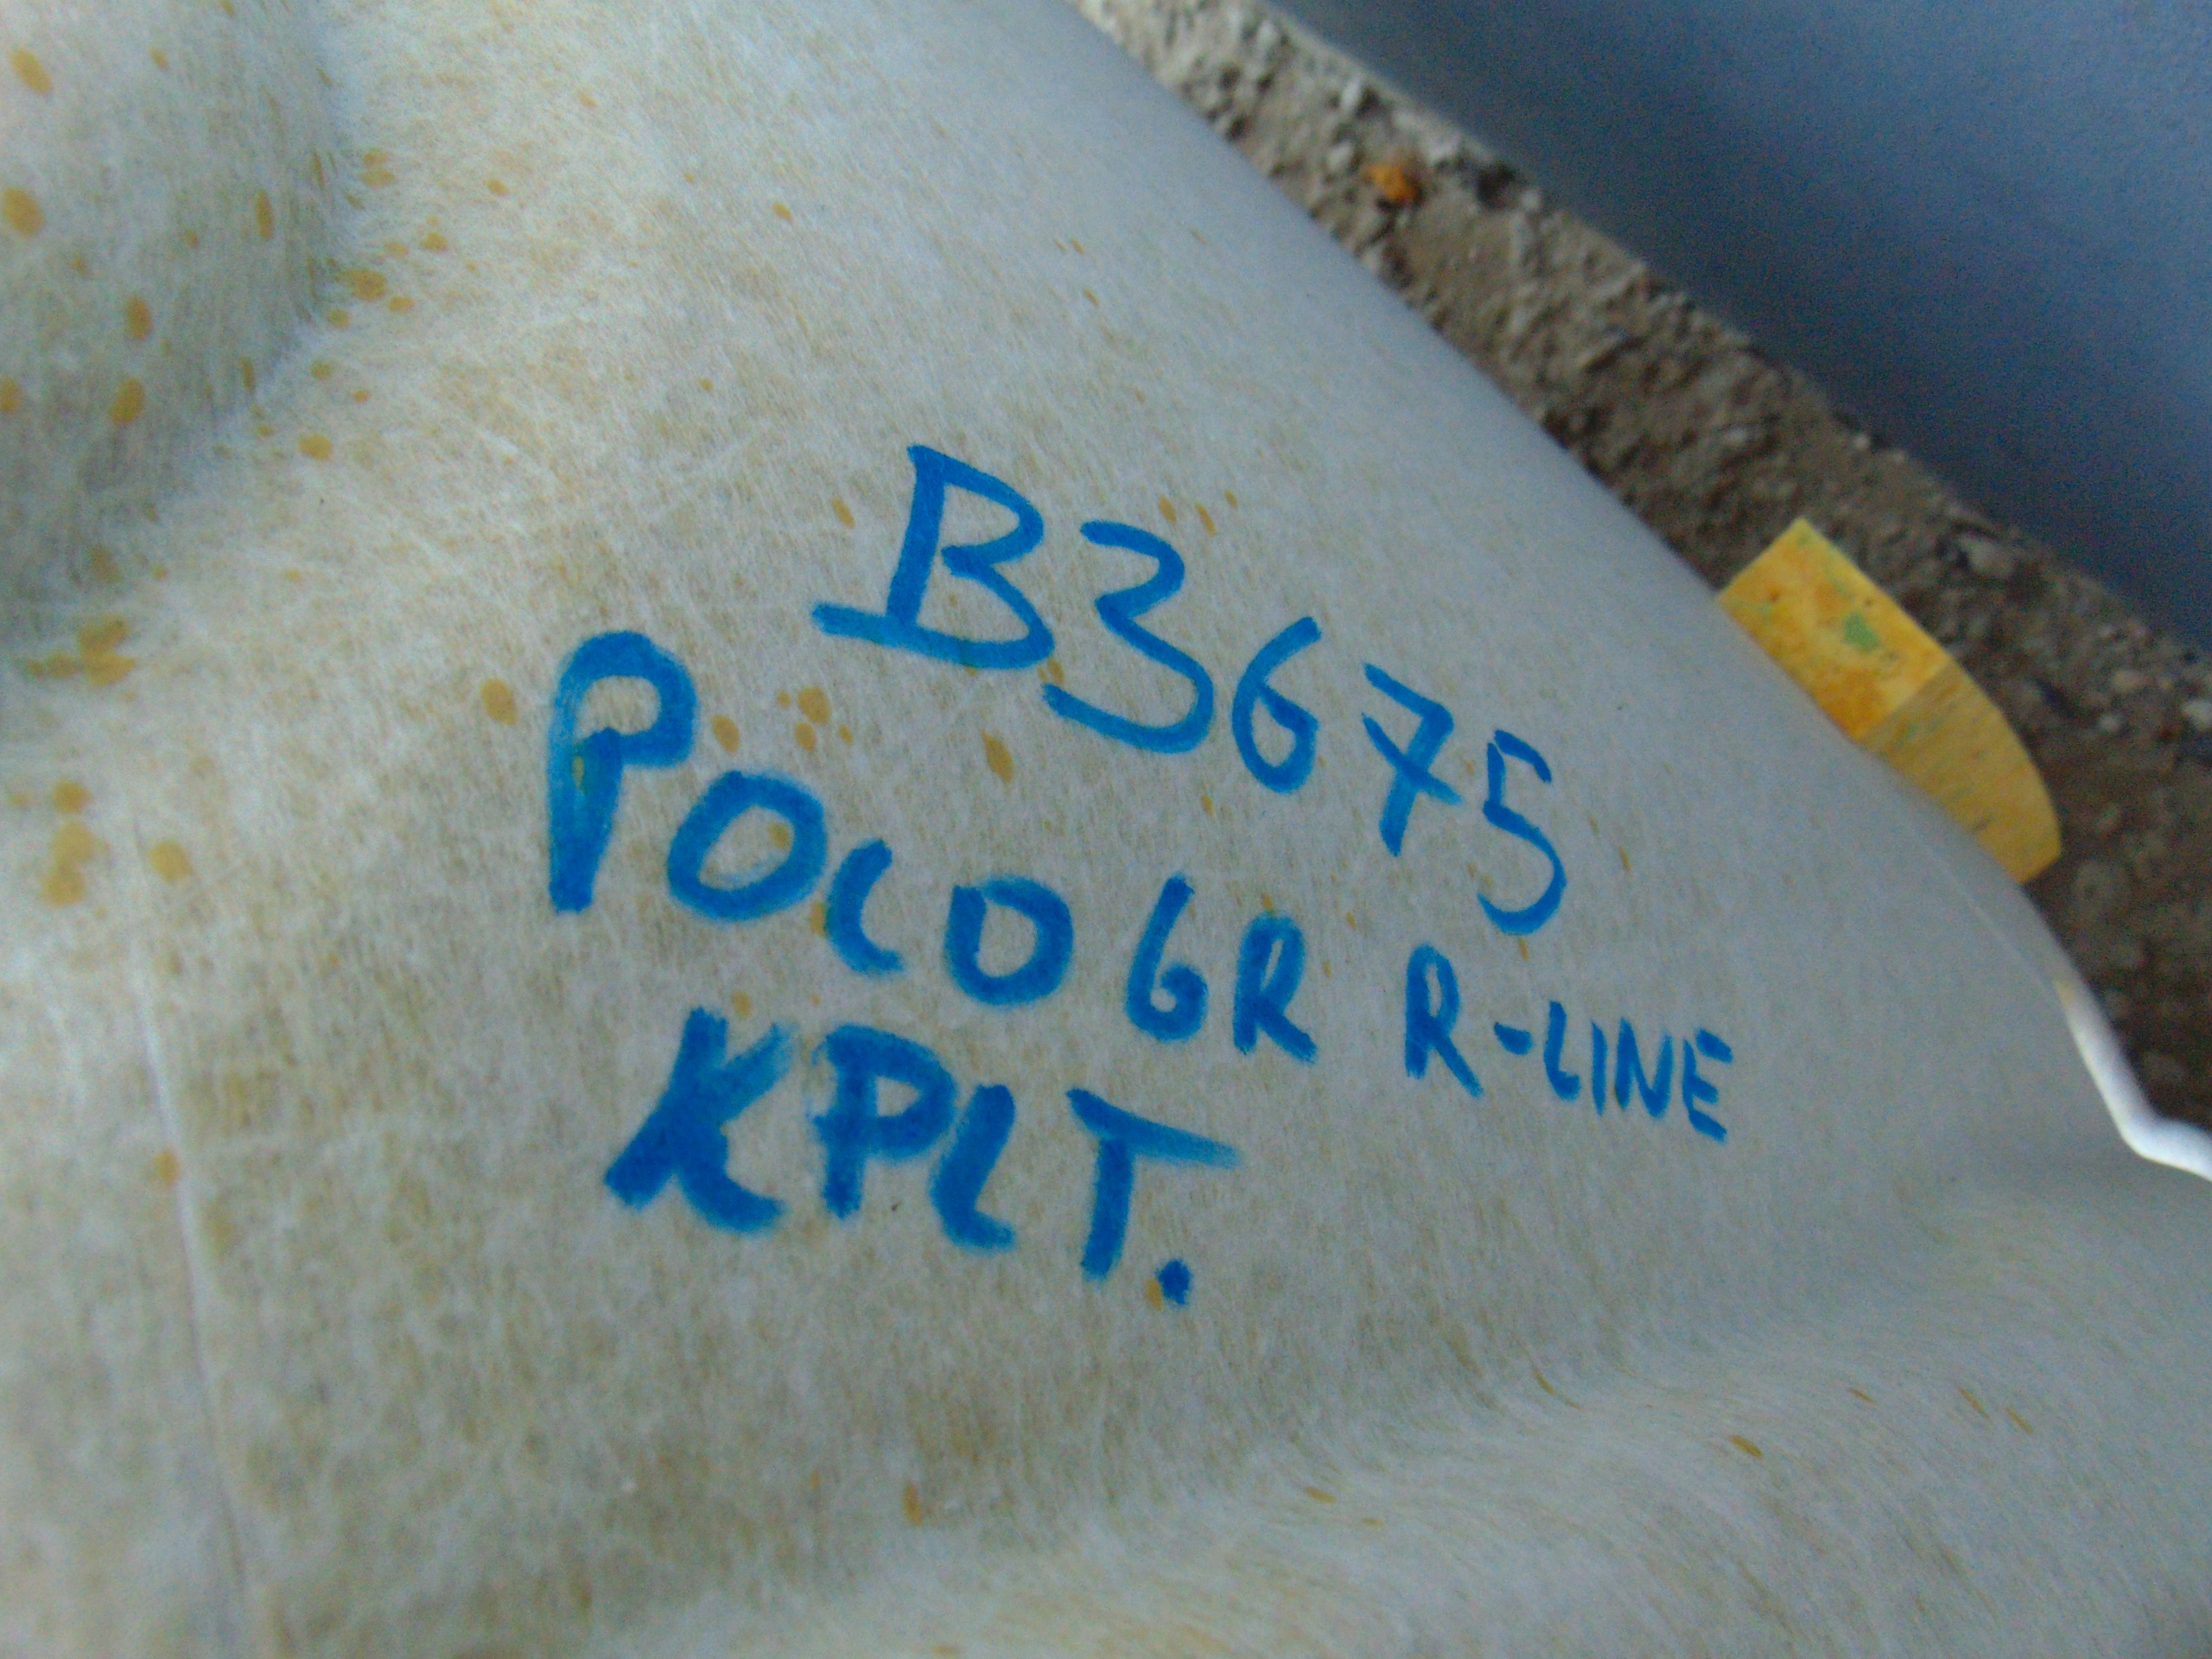 B3675
POLO 6R R-LINE
KPLT.